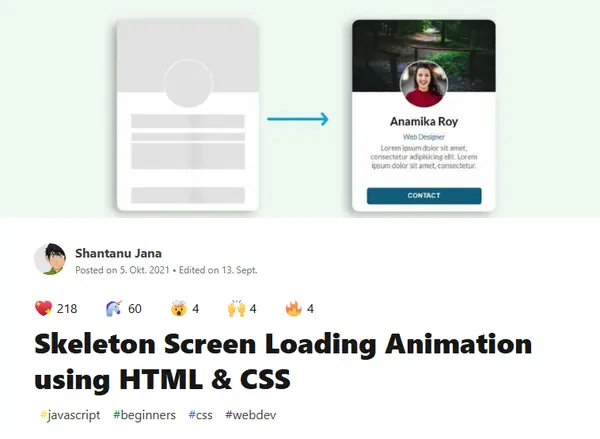 Anamika Roy
Web Designer
Lorem ipsum dolor sit amet,
consectetur adipisicing elit. Lorem
ipsum dolor sit amet, consectetur.
CONTACT
Shantanu Jana
Posted on 5. Okt. 2021 • Edited on 13. Sept.
218 60 4 4 4
Skeleton Screen Loading Animation
using HTML & CSS
#javascript #beginners #css #webdev